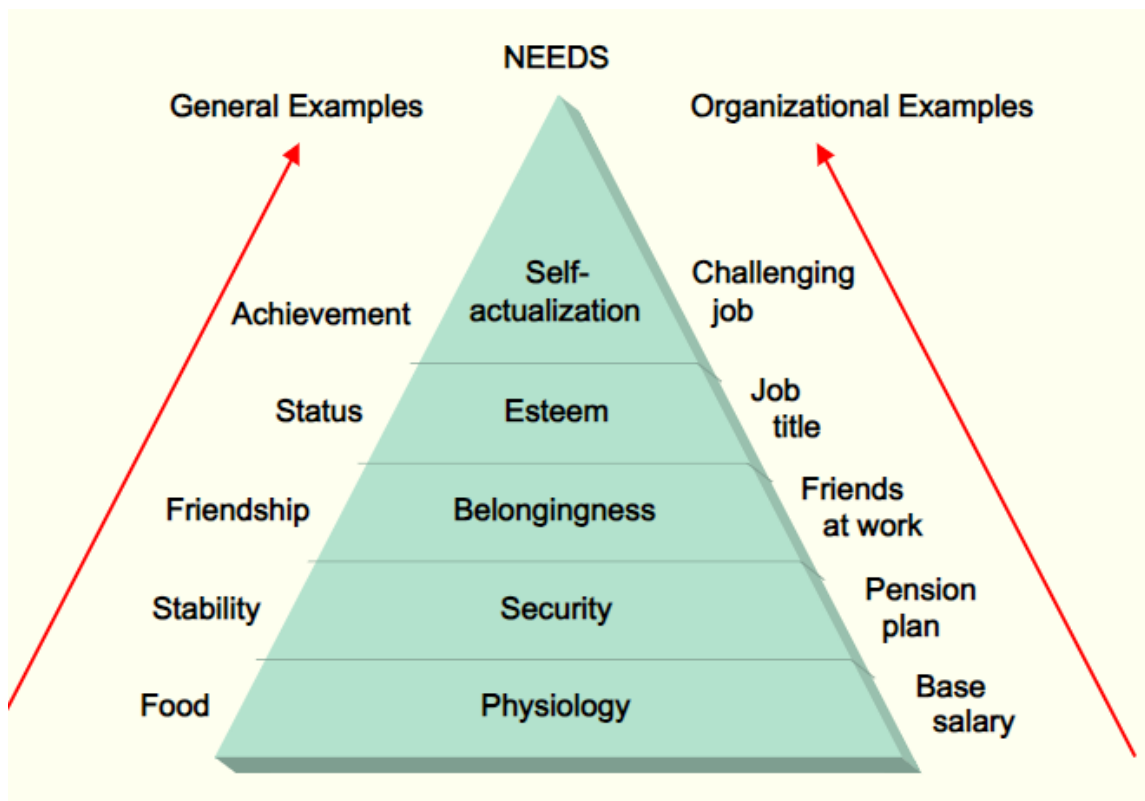 NEEDS
General Examples
Organizational Examples
Self-
actualization
Achievement
Challenging
job
Status
Esteem
Job
title
Friendship
Belongingness
Friends
at work
Stability
Security
Pension
plan
Food
Physiology
Base
salary